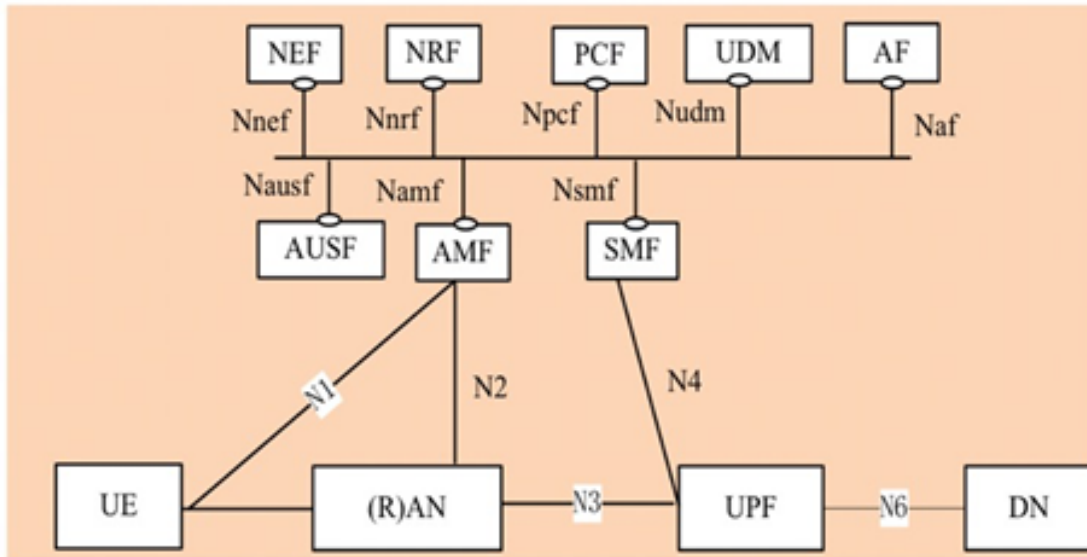 NEF NRF PCF UDM AF
Nnef Nnrf Npcf Nudm Naf
Nausf Namf Nsmf
AUSF AMF SMF
N1 N2 N4
UE (R)AN N3 UPF N6 DN